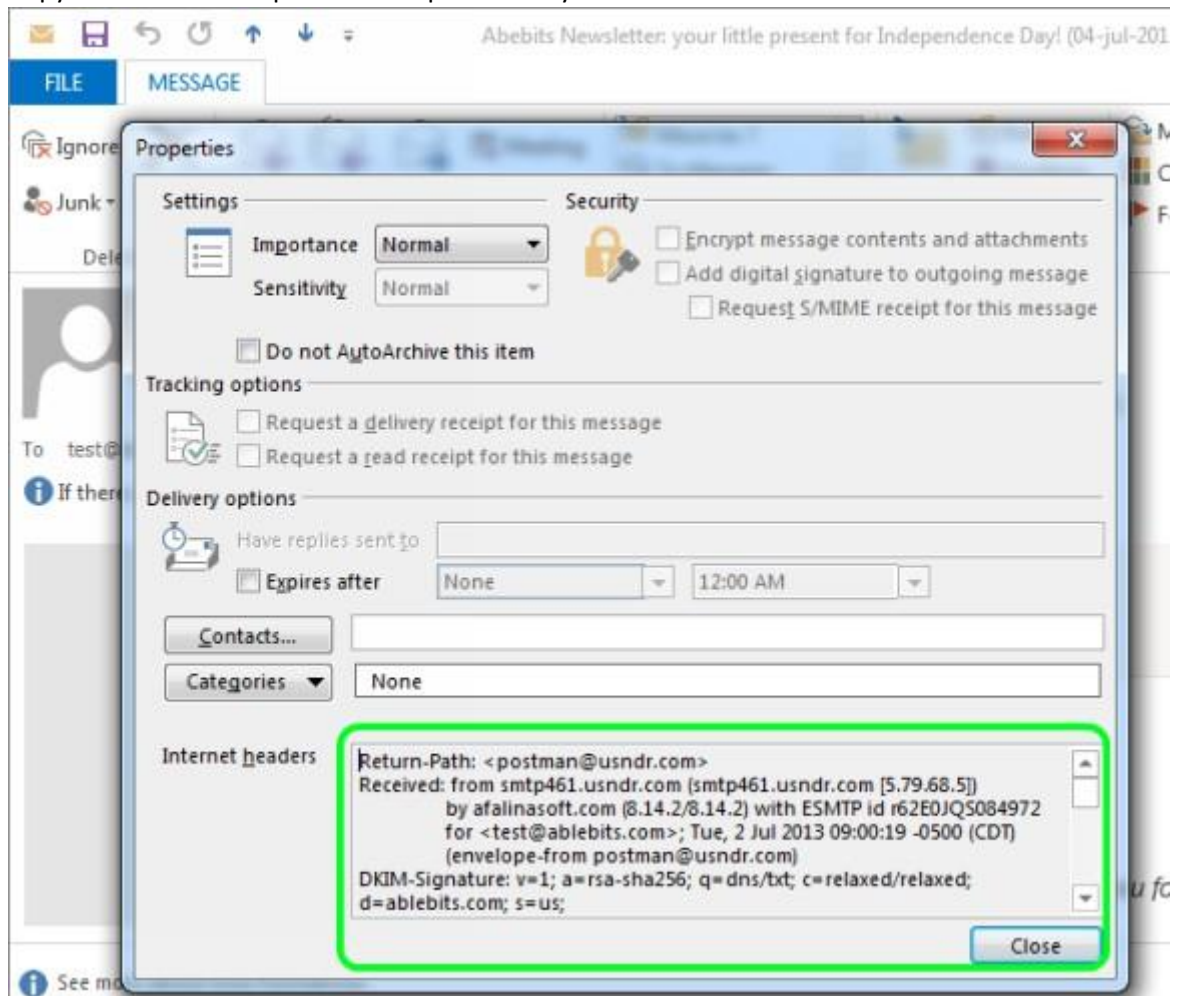 Abebits Newsletter: your little present for Independence Day! (04-jul-201
FILE MESSAGE
Ignore
Junk
Dele
To test@
If there
See mo
Properties
Settings
Importance Normal
Sensitivity Normal
Do not AutoArchive this item
Security
Encrypt message contents and attachments
Add digital signature to outgoing message
Request S/MIME receipt for this message
Tracking options
Request a delivery receipt for this message
Request a read receipt for this message
Delivery options
Have replies sent to
Expires after None 12:00 AM
Contacts...
Categories None
Internet headers
Return-Path: <postman@usndr.com>
Received: from smtp461.usndr.com (smtp461.usndr.com [5.79.68.5])
by afalinasoft.com (8.14.2/8.14.2) with ESMTP id r62E0JQS084972
for <test@ablebits.com>; Tue, 2 Jul 2013 09:00:19 -0500 (CDT)
(envelope-from postman@usndr.com)
DKIM-Signature: v=1; a=rsa-sha256; q=dns/txt; c=relaxed/relaxed;
d=ablebits.com; s=us;
Close
M
C
F
u fo